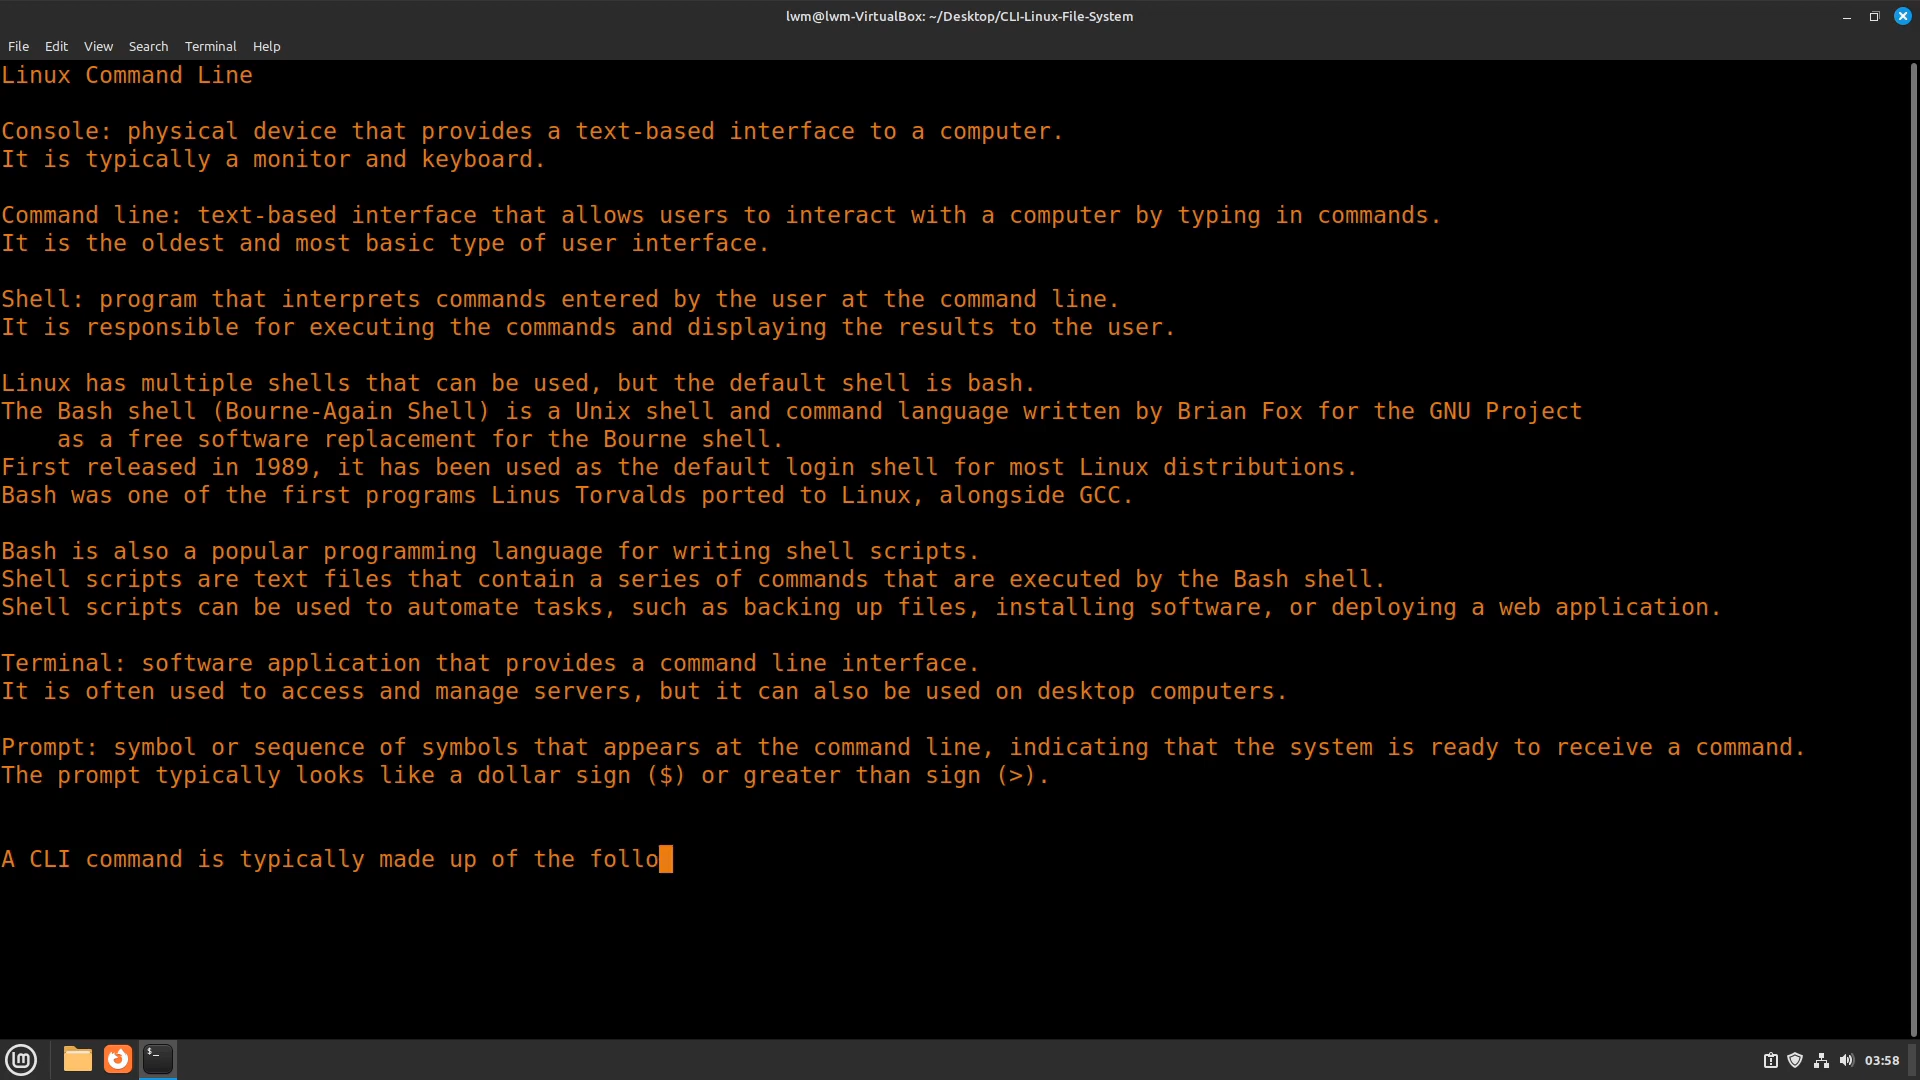 lwm@lwm-VirtualBox: ~/Desktop/CLI-Linux-File-System
File Edit View Search Terminal Help
Linux Command Line
Console: physical device that provides a text-based interface to a computer.
It is typically a monitor and keyboard.
Command line: text-based interface that allows users to interact with a computer by typing in commands.
It is the oldest and most basic type of user interface.
Shell: program that interprets commands entered by the user at the command line.
It is responsible for executing the commands and displaying the results to the user.
Linux has multiple shells that can be used, but the default shell is bash.
The Bash shell (Bourne-Again Shell) is a Unix shell and command language written by Brian Fox for the GNU Project
as a free software replacement for the Bourne shell.
First released in 1989, it has been used as the default login shell for most Linux distributions.
Bash was one of the first programs Linus Torvalds ported to Linux, alongside GCC.
Bash is also a popular programming language for writing shell scripts.
Shell scripts are text files that contain a series of commands that are executed by the Bash shell.
Shell scripts can be used to automate tasks, such as backing up files, installing software, or deploying a web application.
Terminal: software application that provides a command line interface.
It is often used to access and manage servers, but it can also be used on desktop computers.
Prompt: symbol or sequence of symbols that appears at the command line, indicating that the system is ready to receive a command.
The prompt typically looks like a dollar sign ($) or greater than sign (>).
A CLI command is typically made up of the follo
$_
03:58